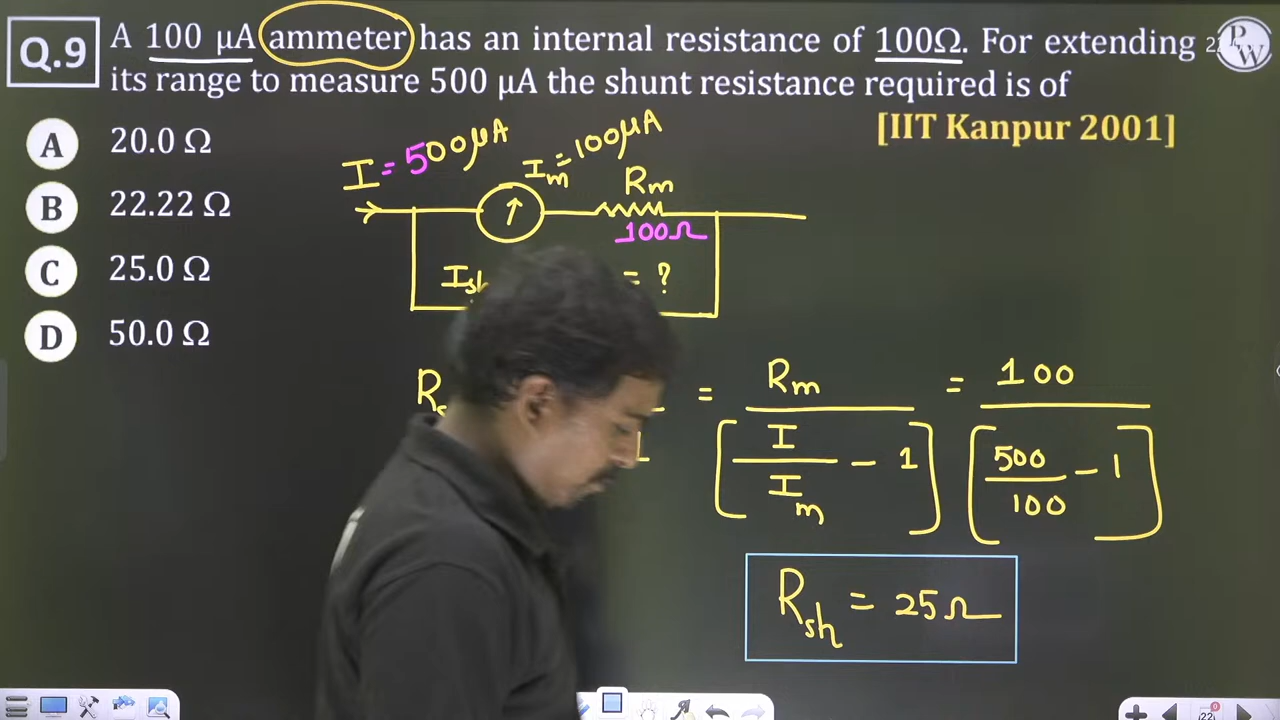 Q.9
A 100 μA ammeter has an internal resistance of 100Ω. For extending
its range to measure 500 μA the shunt resistance required is of
[IIT Kanpur 2001]
A 20.0 Ω
B 22.22 Ω
C 25.0 Ω
D 50.0 Ω
I = 500μA
Im = 100μA
Rm
100Ω
= ?
= Rm / [I/Im - 1] = 100 / [500/100 - 1]
Rsh = 25Ω
PW
22